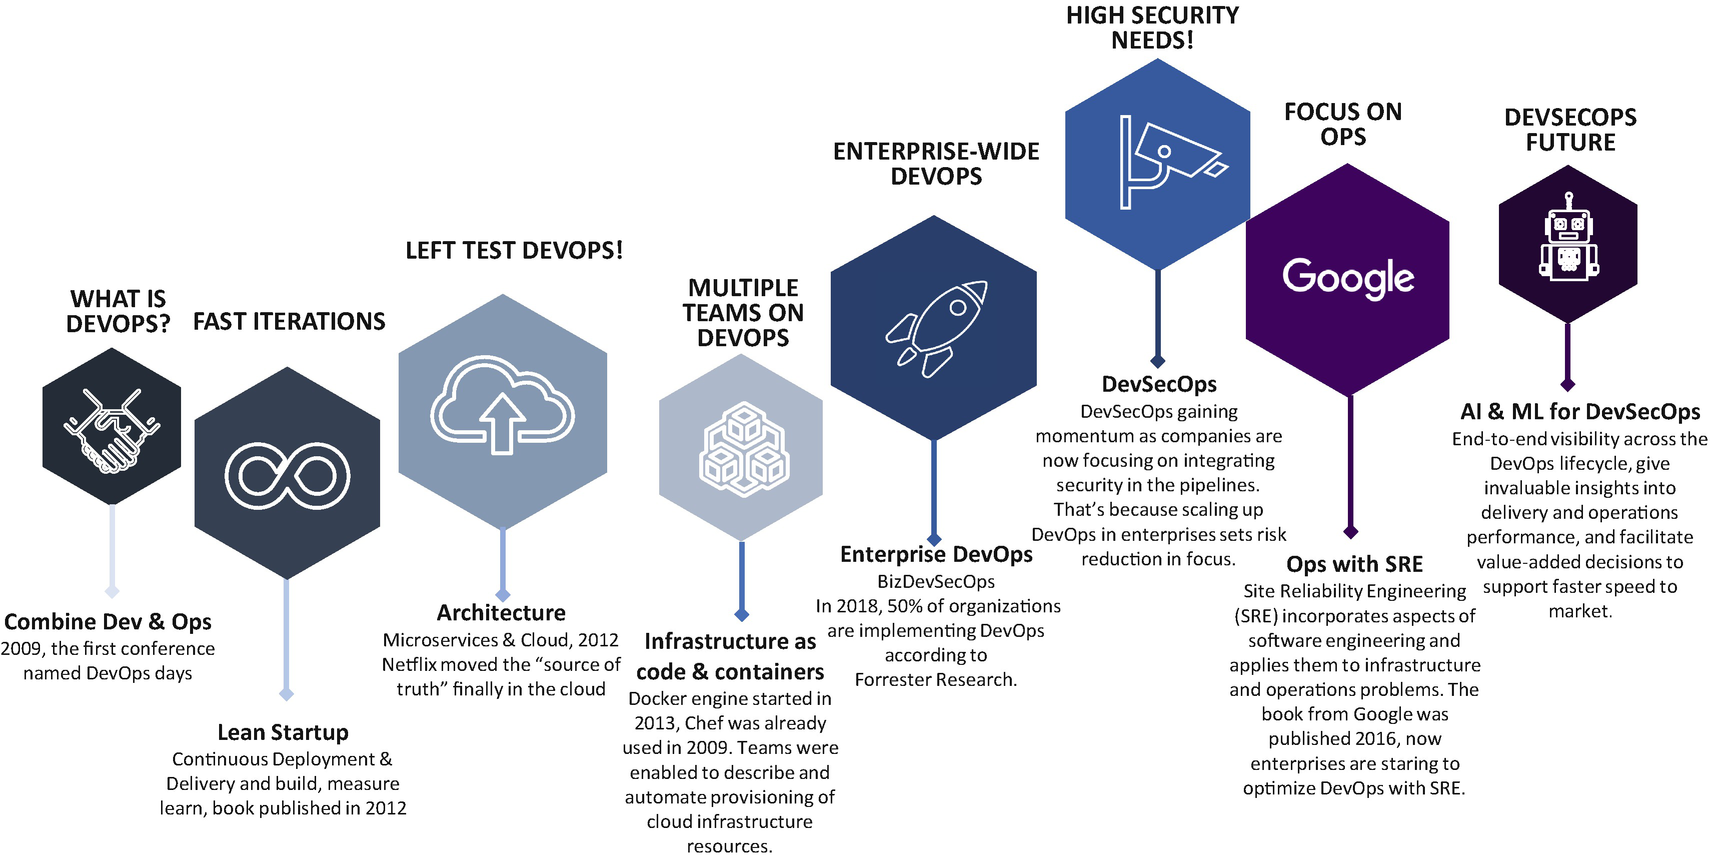 WHAT IS
DEVOPS?
Combine Dev & Ops
2009, the first conference
named DevOps days
FAST ITERATIONS
Lean Startup
Continuous Deployment &
Delivery and build, measure
learn, book published in 2012
LEFT TEST DEVOPS!
Architecture
Microservices & Cloud, 2012
Netflix moved the “source of
truth” finally in the cloud
MULTIPLE
TEAMS ON
DEVOPS
Infrastructure as
code & containers
Docker engine started in
2013, Chef was already
used in 2009. Teams were
enabled to describe and
automate provisioning of
cloud infrastructure
resources.
ENTERPRISE-WIDE
DEVOPS
Enterprise DevOps
BizDevSecOps
In 2018, 50% of organizations
are implementing DevOps
according to
Forrester Research.
HIGH SECURITY
NEEDS!
DevSecOps
DevSecOps gaining
momentum as companies are
now focusing on integrating
security in the pipelines.
That’s because scaling up
DevOps in enterprises sets risk
reduction in focus.
FOCUS ON
OPS
Google
Ops with SRE
Site Reliability Engineering
(SRE) incorporates aspects of
software engineering and
applies them to infrastructure
and operations problems. The
book from Google was
published 2016, now
enterprises are staring to
optimize DevOps with SRE.
DEVSECOPS
FUTURE
AI & ML for DevSecOps
End-to-end visibility across the
DevOps lifecycle, give
invaluable insights into
delivery and operations
performance, and facilitate
value-added decisions to
support faster speed to
market.